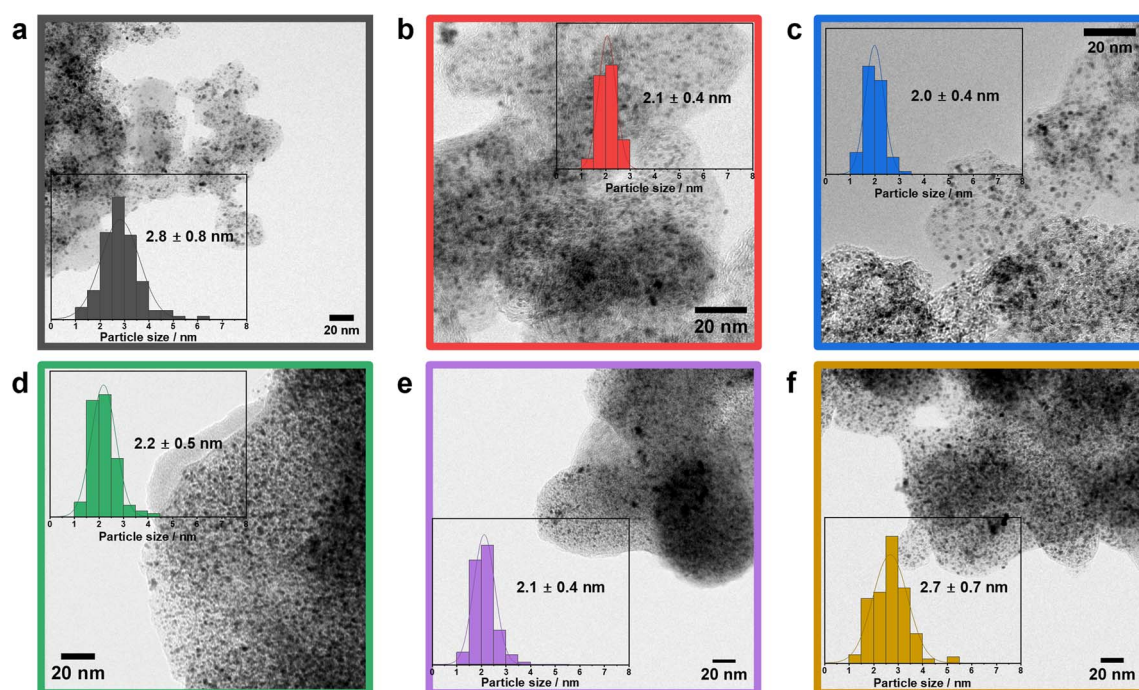 a
2.8 ± 0.8 nm
0 1 2 3 4 5 6 7 8
Particle size / nm
20 nm
b
2.1 ± 0.4 nm
0 1 2 3 4 5 6 7 8
Particle size / nm
20 nm
c
20 nm
2.0 ± 0.4 nm
0 1 2 3 4 5 6 7 8
Particle size / nm
d
2.2 ± 0.5 nm
0 1 2 3 4 5 6 7 8
Particle size / nm
20 nm
e
2.1 ± 0.4 nm
0 1 2 3 4 5 6 7 8
Particle size / nm
20 nm
f
2.7 ± 0.7 nm
0 1 2 3 4 5 6 7 8
Particle size / nm
20 nm